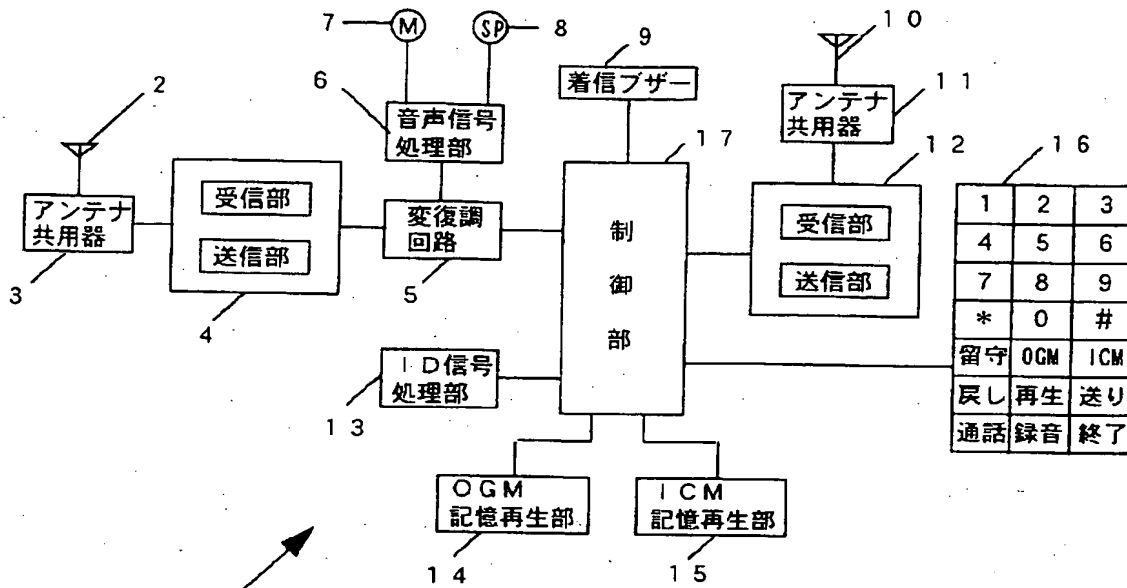 7
M
SP
8
9
着信ブザー
10
2
6
音声信号
処理部
17
アンテナ
共用器
11
12
16
アンテナ
共用器
3
受信部
送信部
4
変復調
回路
5
制
御
部
受信部
送信部
1 2 3
4 5 6
7 8 9
* 0 #
留守 OGM ICM
戻し 再生 送り
通話 録音 終了
ID信号
処理部
13
OGM
記憶再生部
14
ICM
記憶再生部
15